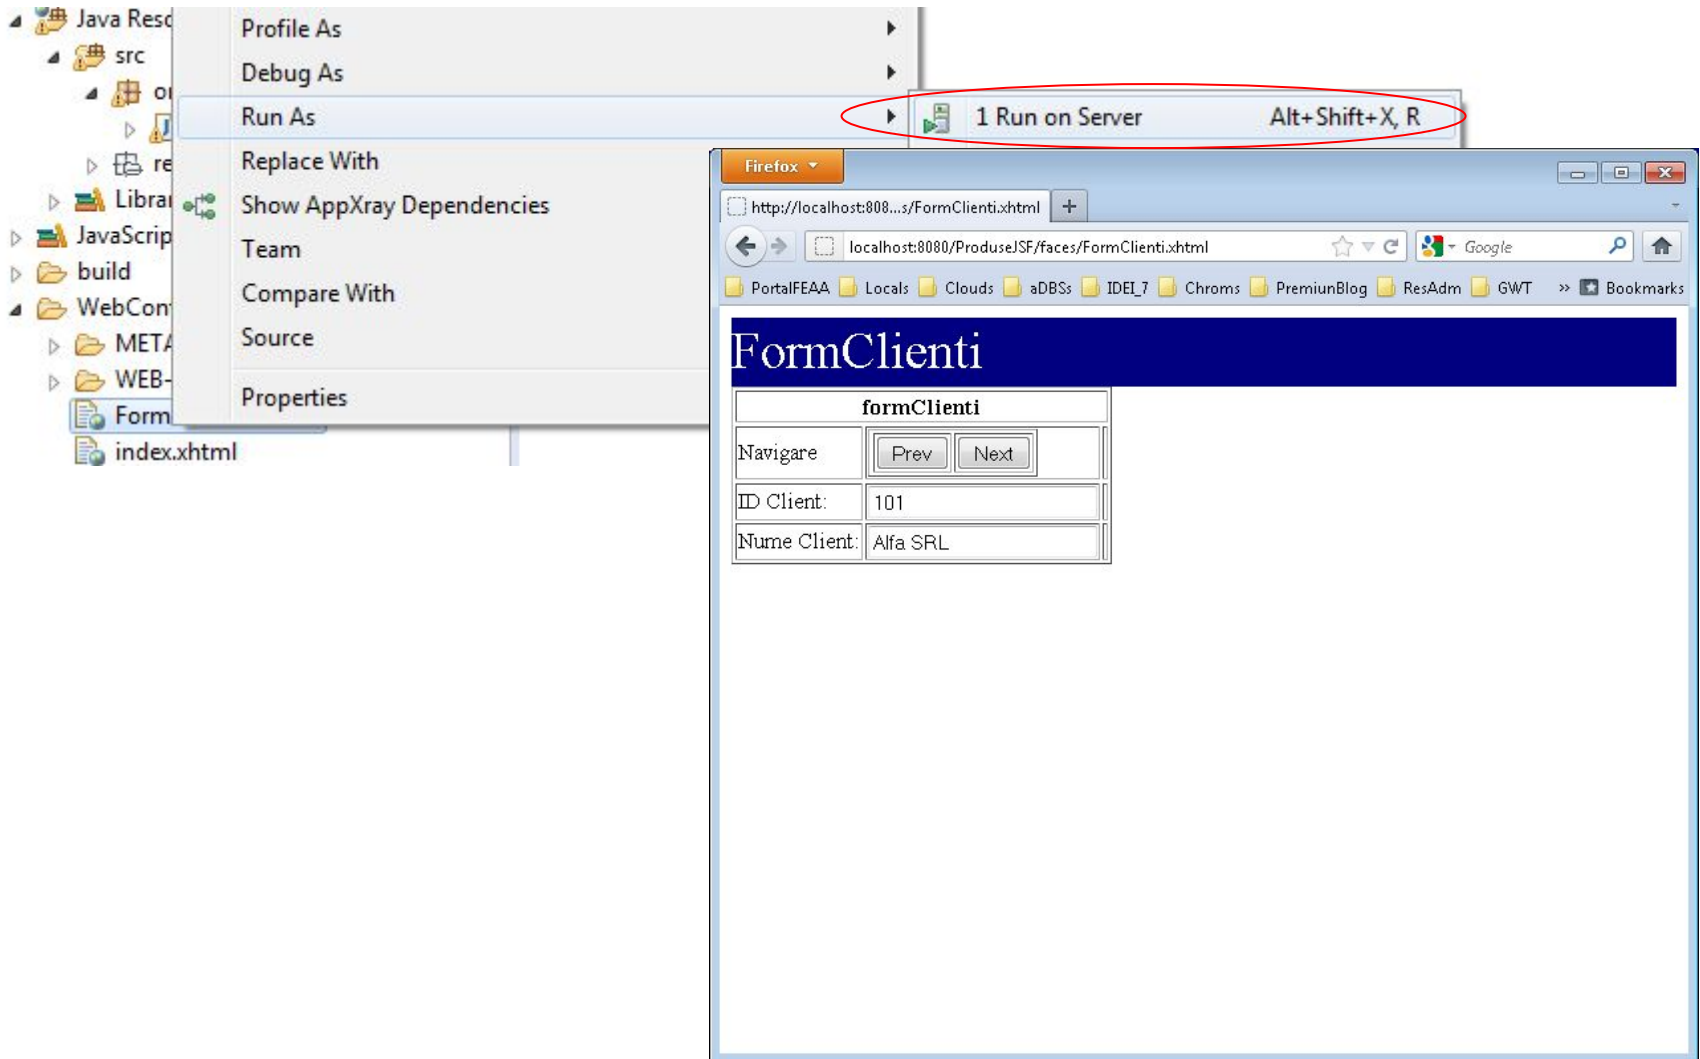 Java Reso
src
Library
JavaScrip
build
WebCon
META
WEB-
Form
index.xhtml
Profile As
Debug As
Run As
Replace With
Show AppXray Dependencies
Team
Compare With
Source
Properties
1 Run on Server Alt+Shift+X, R
Firefox
http://localhost:808...s/FormClienti.xhtml
localhost:8080/ProduseJSF/faces/FormClienti.xhtml Google
PortalFEAA Locals Clouds aDBSs IDEI_7 Chroms PremiunBlog ResAdm GWT » Bookmarks
FormClienti
formClienti
Navigare Prev Next
ID Client: 101
Nume Client: Alfa SRL